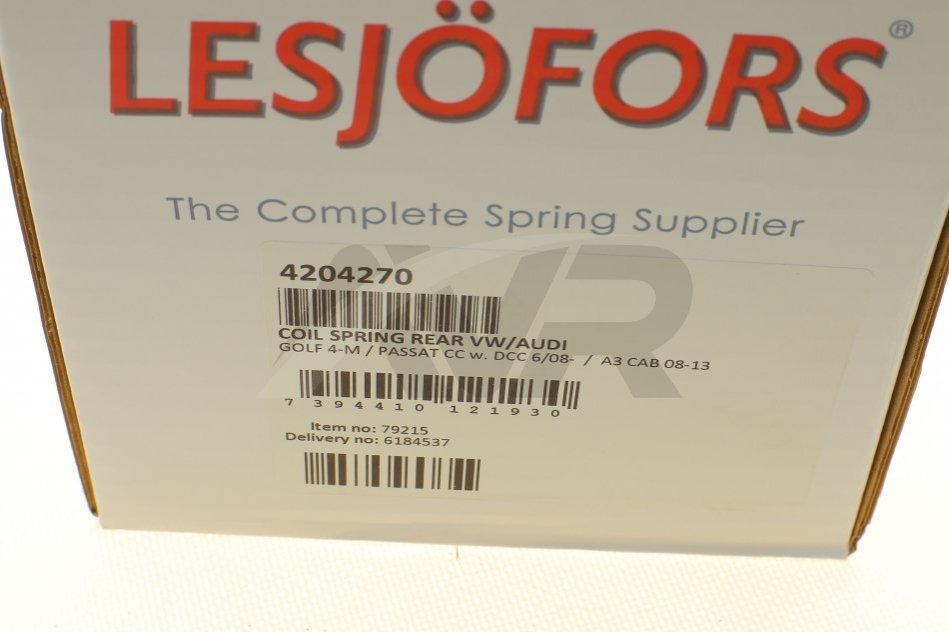 LESJÖFORS®
The Complete Spring Supplier
4204270
COIL SPRING REAR VW/AUDI
GOLF 4-M / PASSAT CC w. DCC 6/08- / A3 CAB 08-13
7 394410 121930
Item no: 79215
Delivery no: 6184537
AVR